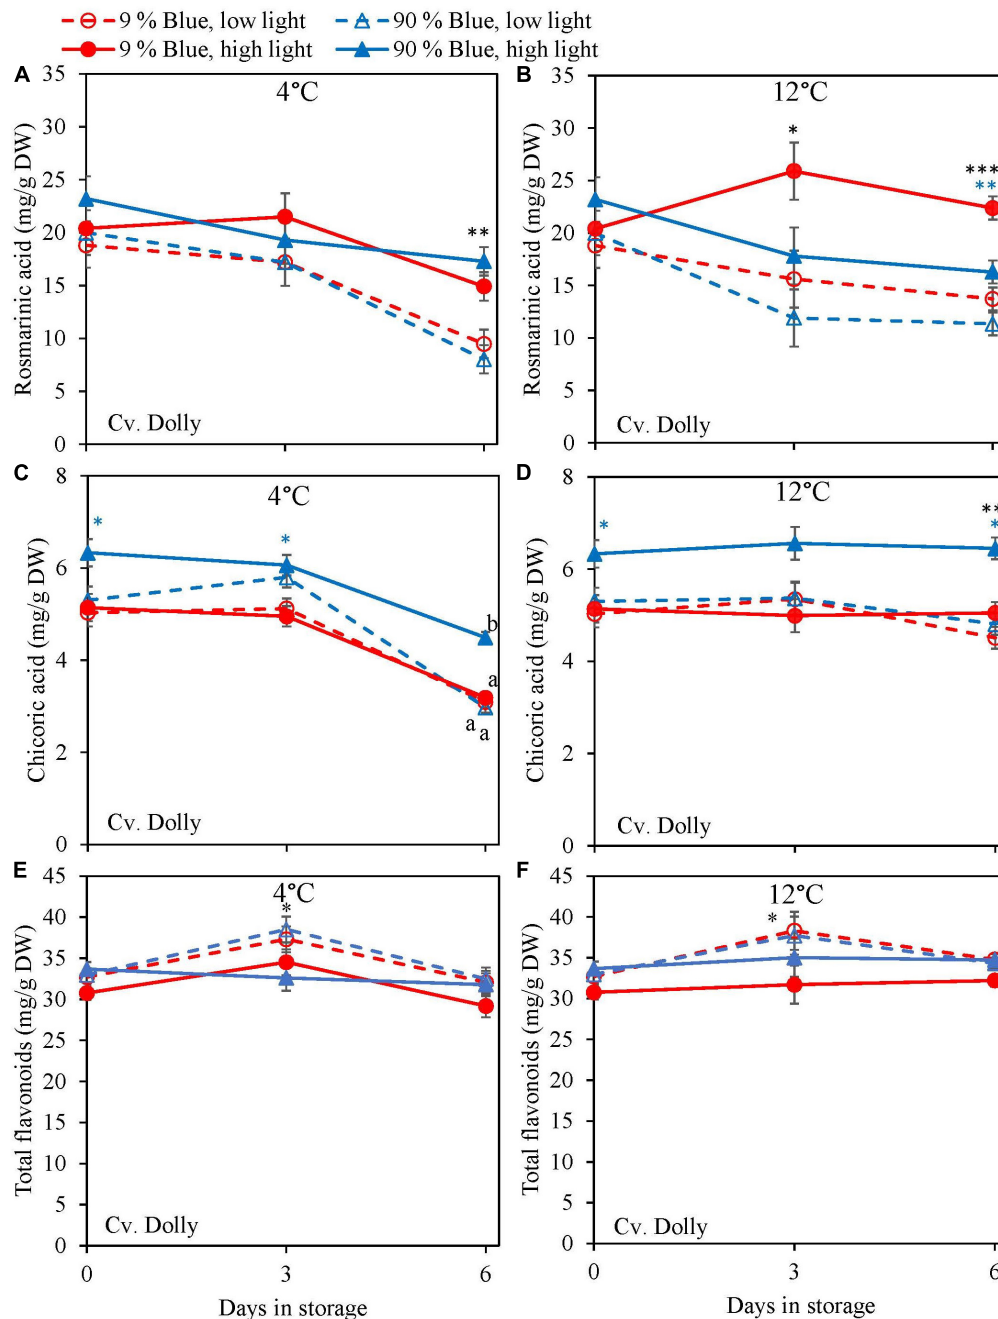 9 % Blue, low light 90 % Blue, low light
9 % Blue, high light 90 % Blue, high light
A
4°C
Rosmarinic acid (mg/g DW)
35
30
25
20
15
10
5
0
**
Cv. Dolly
B
12°C
Rosmarinic acid (mg/g DW)
35
30
25
20
15
10
5
0
*
***
**
Cv. Dolly
C
4°C
Chicoric acid (mg/g DW)
8
6
4
2
0
*
*
b
a
a a
Cv. Dolly
D
12°C
Chicoric acid (mg/g DW)
8
6
4
2
0
*
**
*
Cv. Dolly
E
4°C
Total flavonoids (mg/g DW)
45
40
35
30
25
20
15
10
5
0
*
Cv. Dolly
0 3 6
Days in storage
F
12°C
Total flavonoids (mg/g DW)
45
40
35
30
25
20
15
10
5
0
*
Cv. Dolly
0 3 6
Days in storage